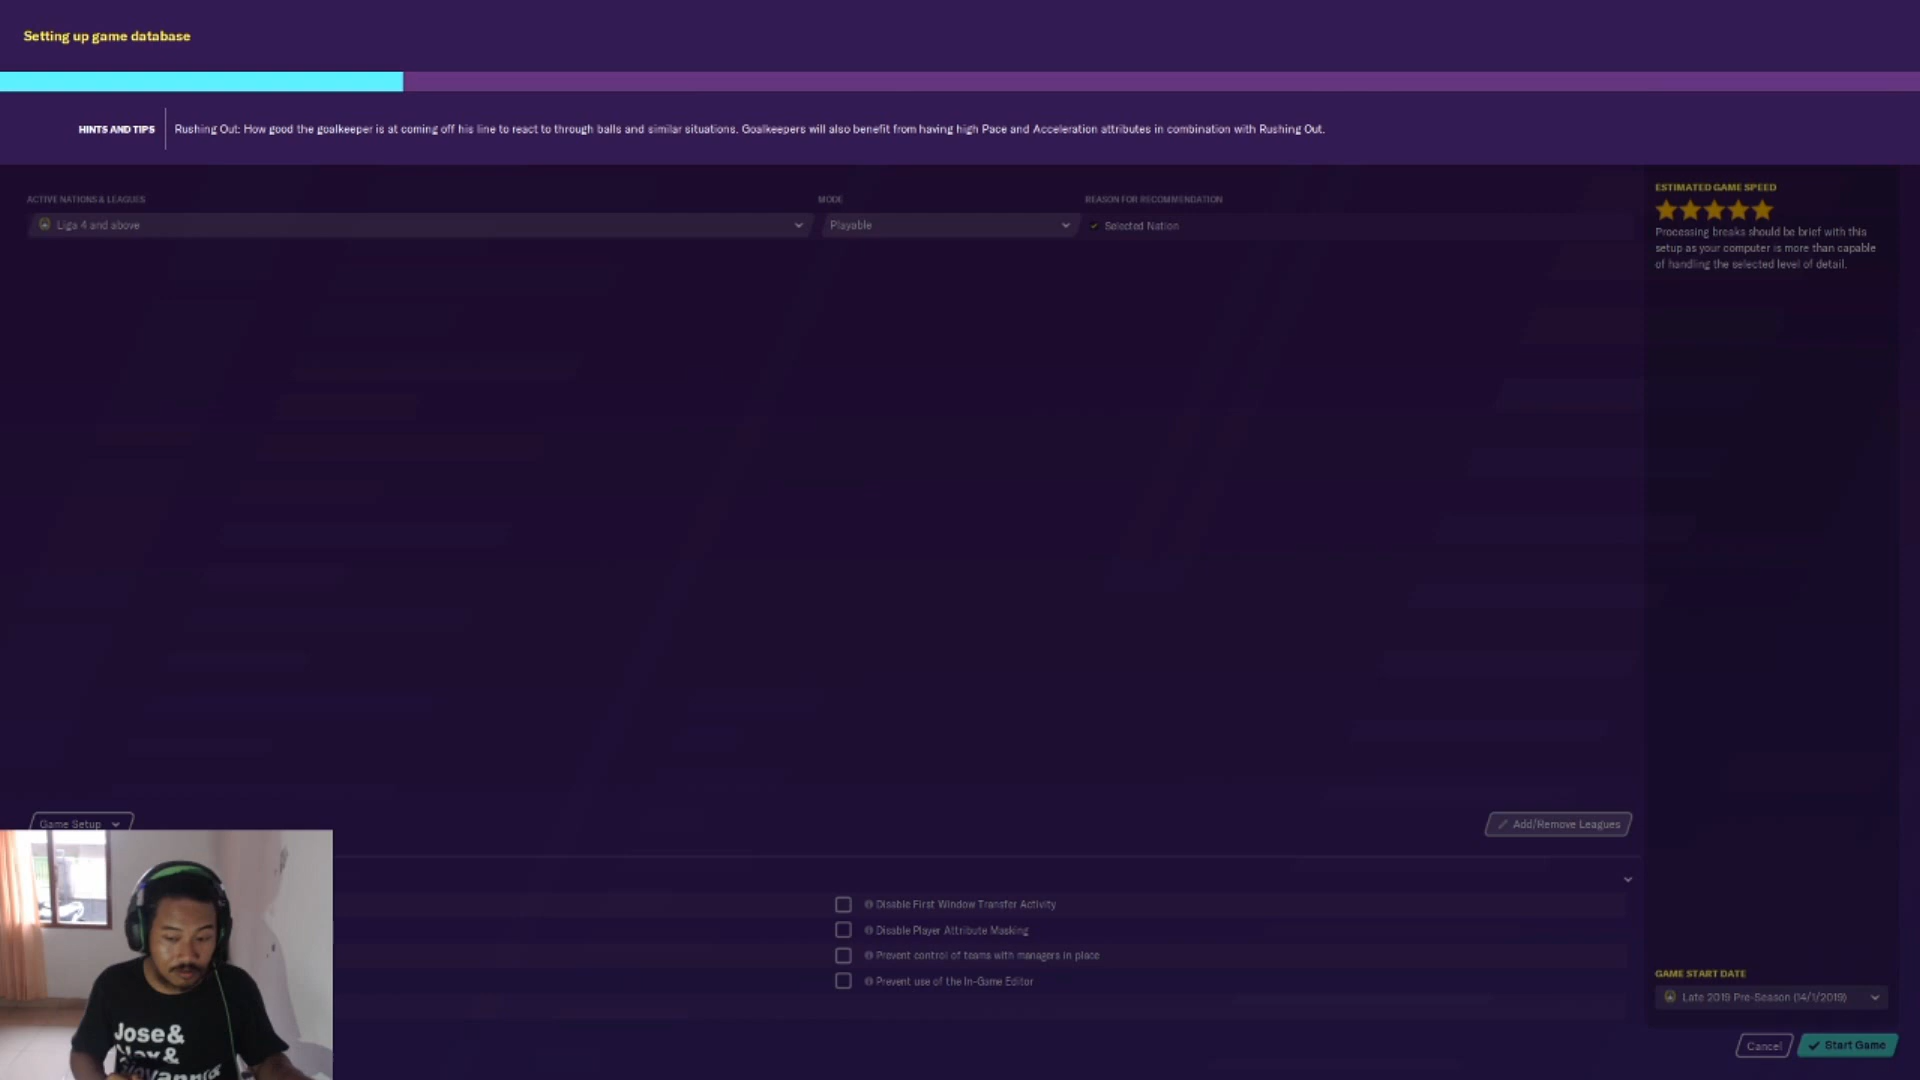 Setting up game database
HINTS AND TIPS
Rushing Out: How good the goalkeeper is at coming off his line to react to through balls and similar situations. Goalkeepers will also benefit from having high Pace and Acceleration attributes in combination with Rushing Out.
ACTIVE NATIONS & LEAGUES
MODE
REASON FOR RECOMMENDATION
Liga 4 and above
Playable
Selected Nation
ESTIMATED GAME SPEED
Processing breaks should be brief with this
setup as your computer is more than capable
of handling the selected level of detail.
Game Setup
Add/Remove Leagues
Disable First Window Transfer Activity
Disable Player Attribute Masking
Prevent control of teams with managers in place
Prevent use of the In-Game Editor
GAME START DATE
Late 2019 Pre-Season (14/1/2019)
Cancel
Start Game
Jose&